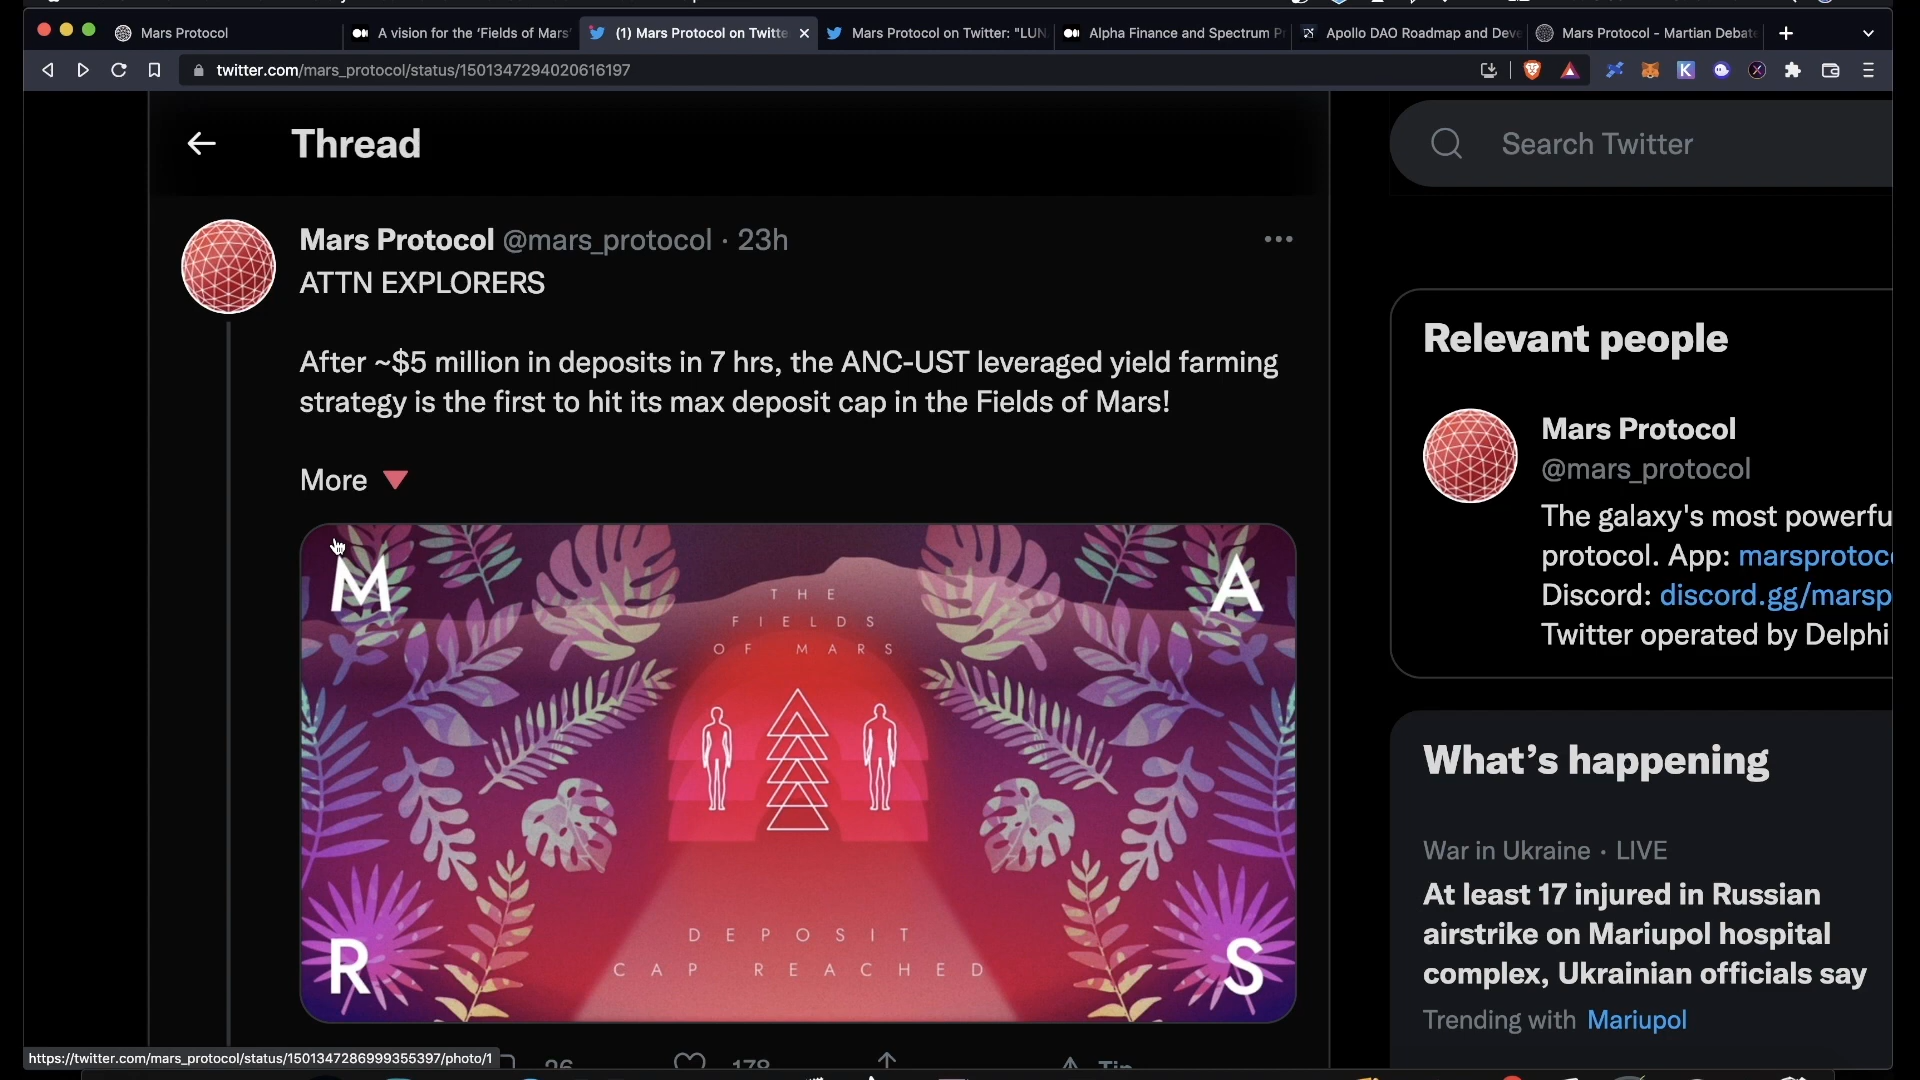 Mars Protocol
A vision for the ‘Fields of Mars’
(1) Mars Protocol on Twitte
Mars Protocol on Twitter: "LUN
Alpha Finance and Spectrum P
Apollo DAO Roadmap and Deve
Mars Protocol - Martian Debate
twitter.com/mars_protocol/status/1501347294020616197
Thread
Search Twitter
Mars Protocol @mars_protocol · 23h
ATTN EXPLORERS
After ~$5 million in deposits in 7 hrs, the ANC-UST leveraged yield farming
strategy is the first to hit its max deposit cap in the Fields of Mars!
More
M A
THE
FIELDS
OF MARS
DEPOSIT
CAP REACHED
R S
26 178 Tip
Relevant people
Mars Protocol
@mars_protocol
The galaxy's most powerfu
protocol. App: marsprotoc
Discord: discord.gg/marsp
Twitter operated by Delphi
What’s happening
War in Ukraine · LIVE
At least 17 injured in Russian
airstrike on Mariupol hospital
complex, Ukrainian officials say
Trending with Mariupol
https://twitter.com/mars_protocol/status/1501347286999355397/photo/1